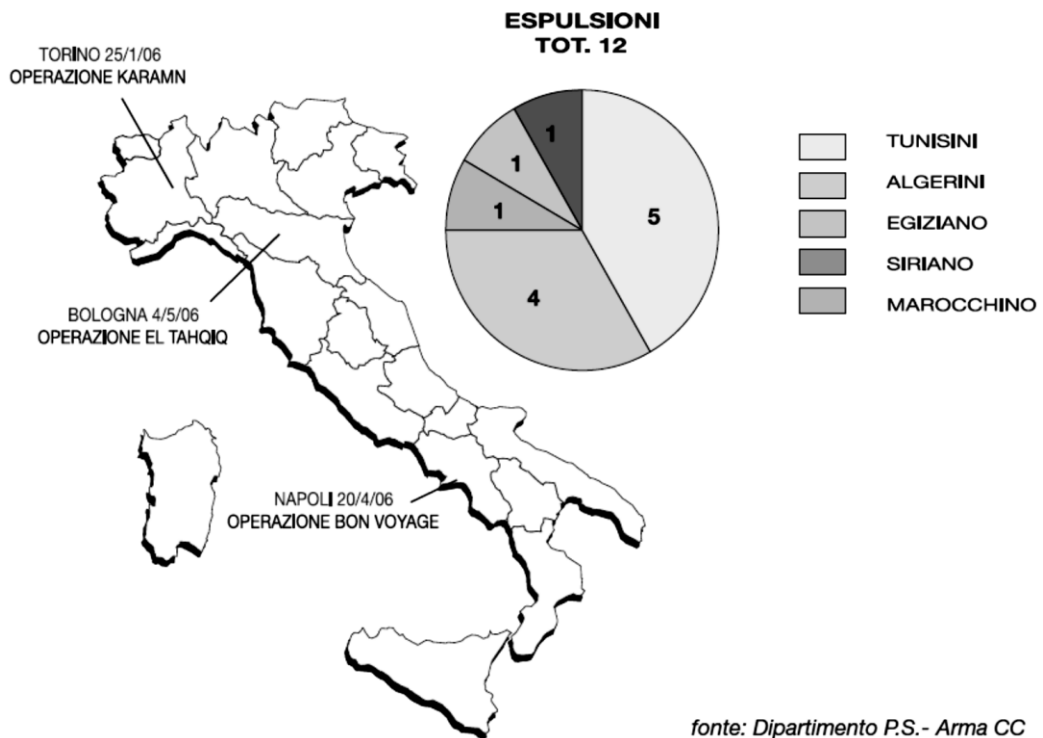 ESPULSIONI
TOT. 12
TORINO 25/1/06
OPERAZIONE KARAMN
1
1
1
5
4
TUNISINI
ALGERINI
EGIZIANO
SIRIANO
MAROCCHINO
BOLOGNA 4/5/06
OPERAZIONE EL TAHQIQ
NAPOLI 20/4/06
OPERAZIONE BON VOYAGE
fonte: Dipartimento P.S.- Arma CC